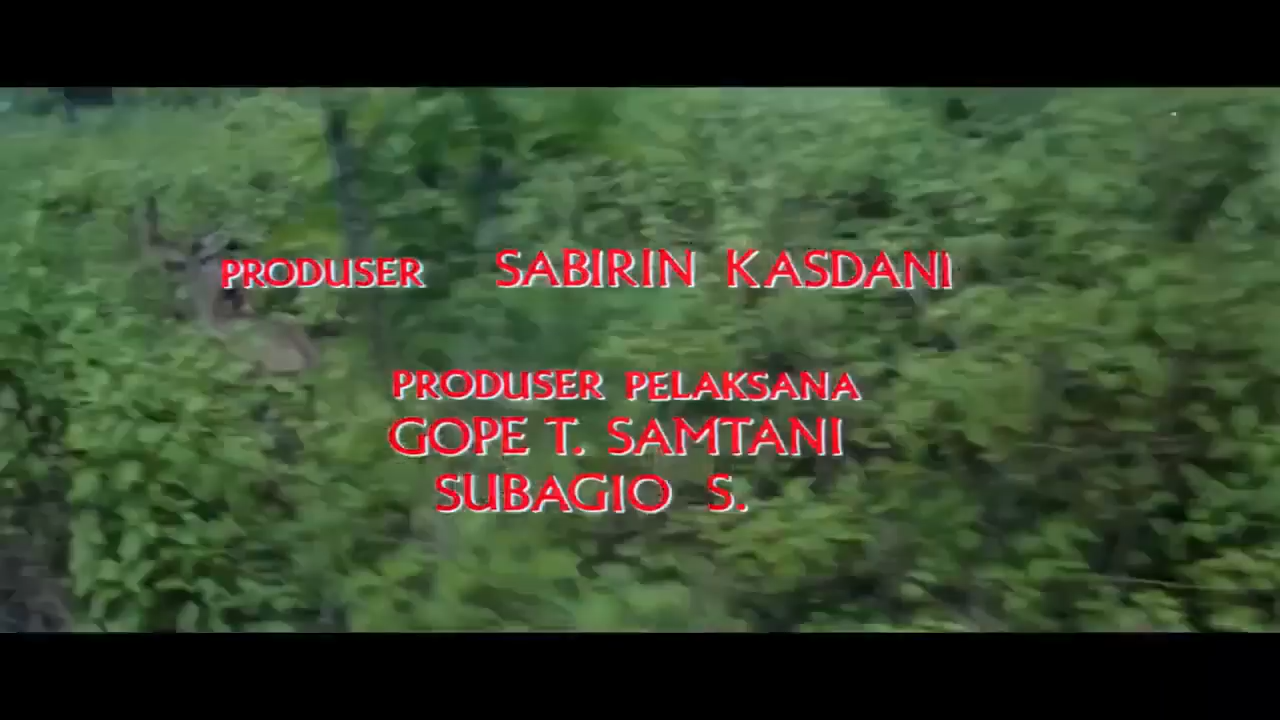 PRODUSER SABIRIN KASDANI
PRODUSER PELAKSANA
GOPE T. SAMTANI
SUBAGIO S.